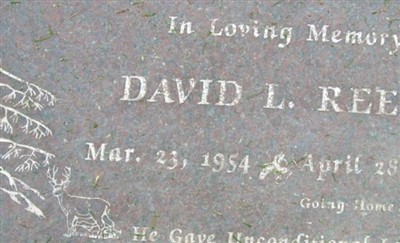 In Loving Memory
DAVID L. REE
Mar. 23, 1954 April 28
Going Home
He Gave Unconditional